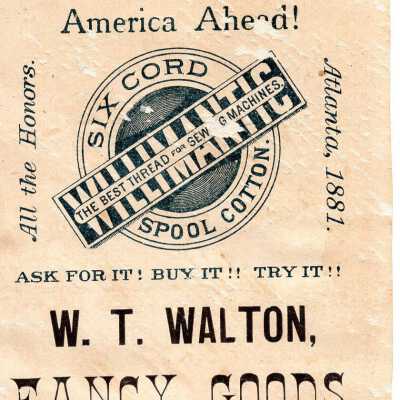 America Ahead!
All the Honors.
Atlanta, 1881.
SIX CORD
WILLIMANTIC
THE BEST THREAD FOR SEW G MACHINES.
SPOOL COTTON.
ASK FOR IT! BUY IT!! TRY IT!!
W. T. WALTON,
FANCY GOODS